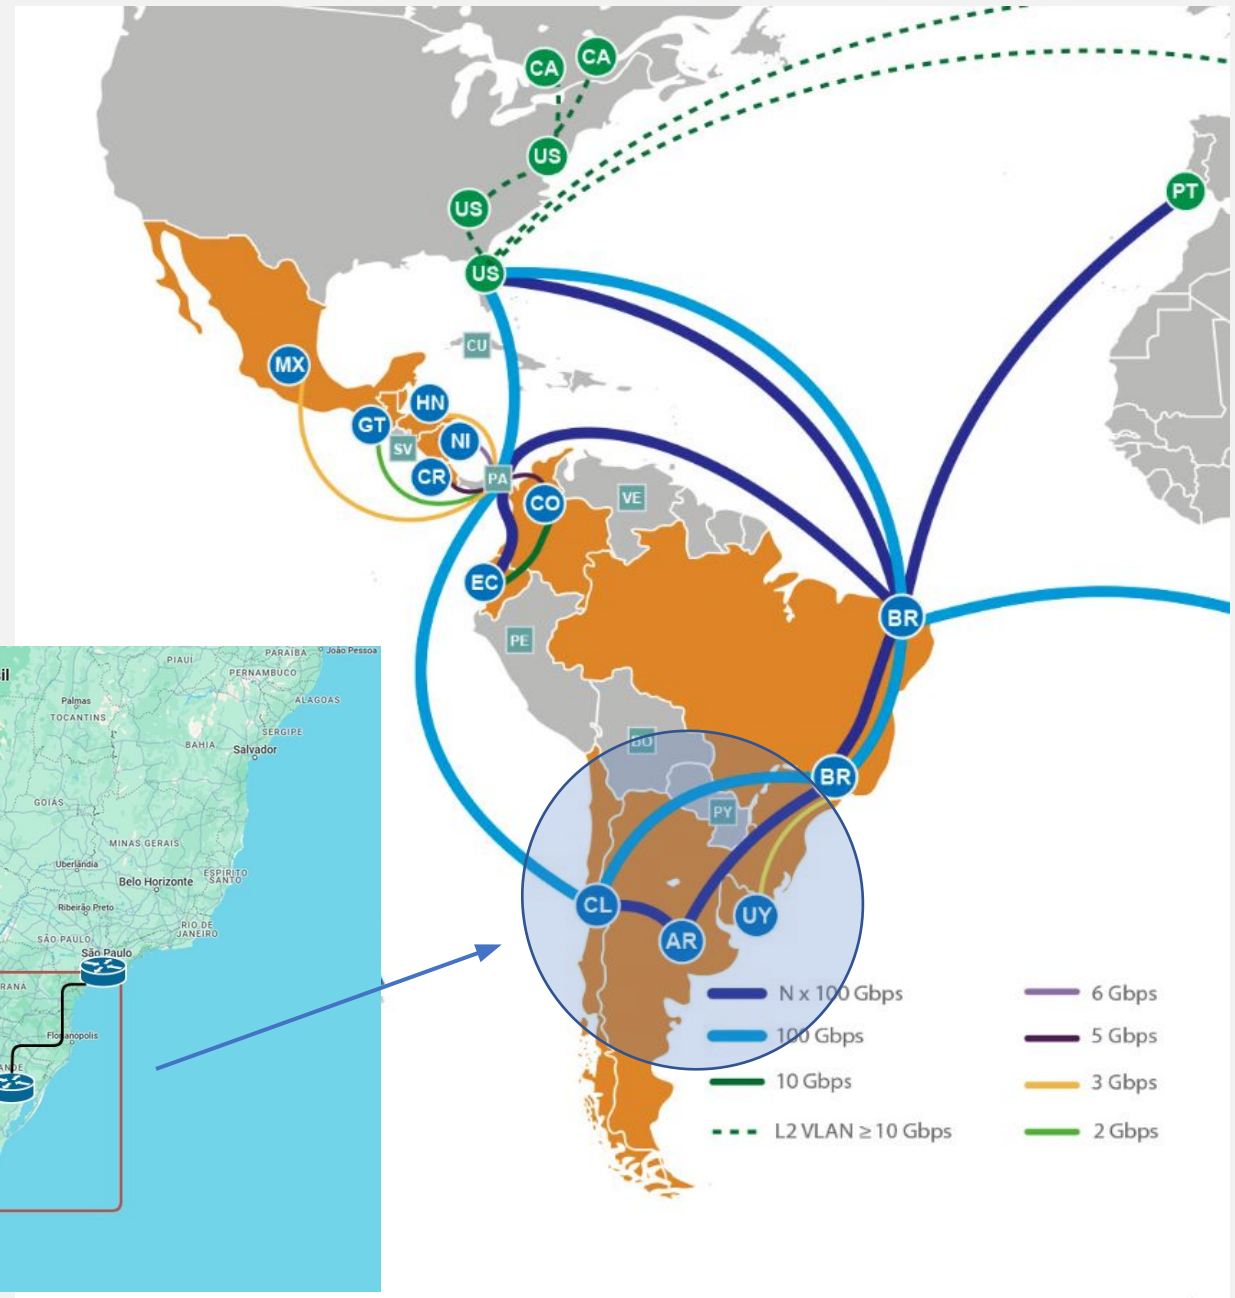 CA
CA
US
US
US
PT
CU
MX
HN
GT
NI
SV
CR
PA
CO
VE
EC
BR
PE
BO
BR
PY
CL
UY
AR
N x 100 Gbps
100 Gbps
10 Gbps
L2 VLAN ≥ 10 Gbps
6 Gbps
5 Gbps
3 Gbps
2 Gbps
il
PIAUÍ
PARAÍBA
João Pessoa
PERNAMBUCO
Palmas
TOCANTINS
ALAGOAS
SERGIPE
BAHIA
Salvador
GOIÁS
MINAS GERAIS
Uberlândia
Belo Horizonte
ESPÍRITO
SANTO
Ribeirão Preto
RIO DE
JANEIRO
SÃO PAULO
São Paulo
RANÁ
Florianópolis
NDE